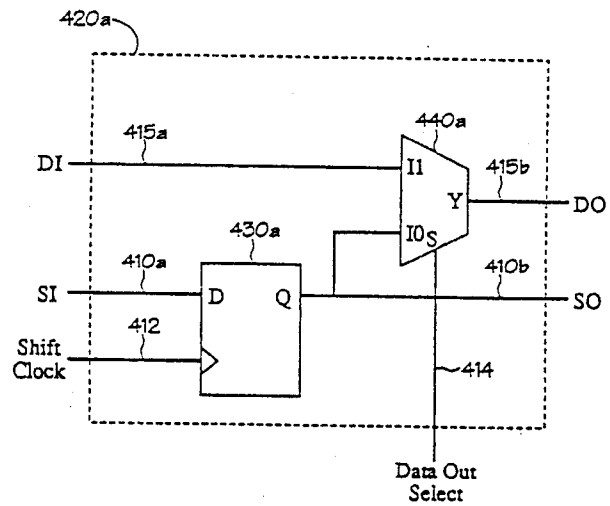 420a
415a
440a
DI
I1
415b
Y
DO
430a
I0
S
410a
410b
SI
D
Q
SO
412
Shift
Clock
414
Data Out
Select